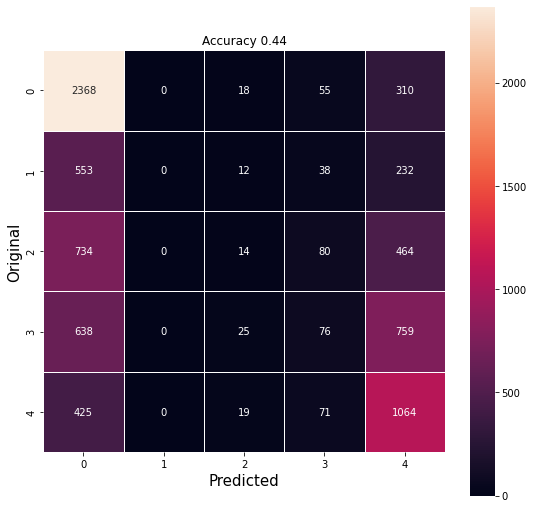 Accuracy 0.44
Original
0 2368 0 18 55 310
1 553 0 12 38 232
2 734 0 14 80 464
3 638 0 25 76 759
4 425 0 19 71 1064
0 1 2 3 4
Predicted
2000
1500
1000
500
0